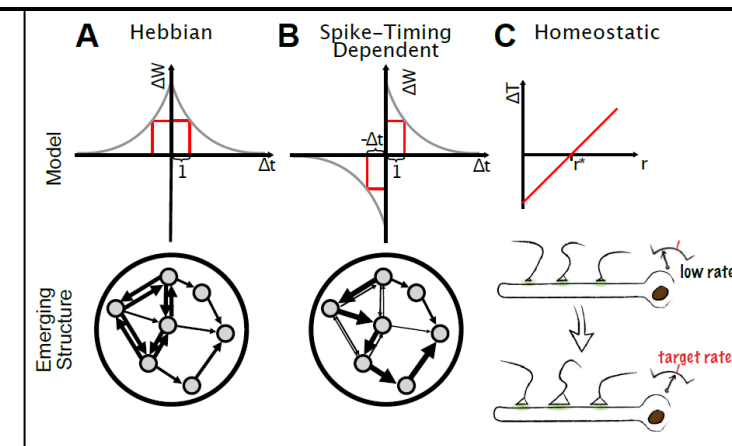 A Hebbian
B Spike-Timing
Dependent
C Homeostatic
Model
ΔW
Δt
1
ΔW
-Δt
Δt
1
ΔT
r*
r
Emerging
Structure
low rate
target rate